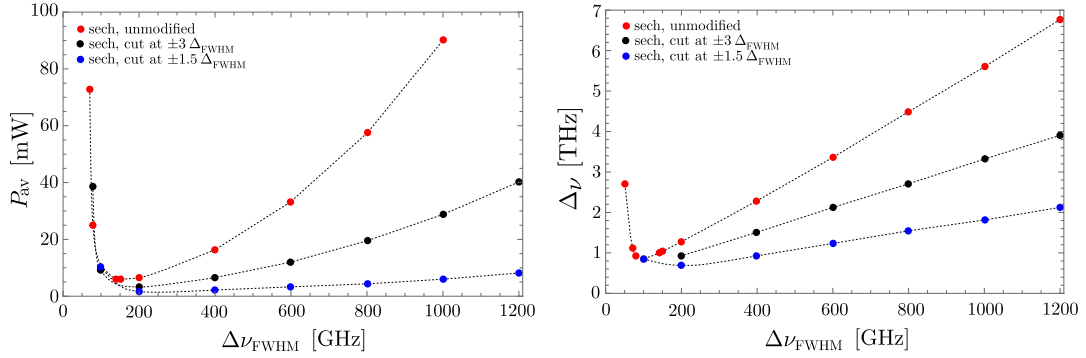 100
80
60
40
20
0
P_av [mW]
sech, unmodified
sech, cut at ±3 Δ_FWHM
sech, cut at ±1.5 Δ_FWHM
0 200 400 600 800 1000 1200
Δν_FWHM [GHz]
7
6
5
4
3
2
1
0
Δν [THz]
sech, unmodified
sech, cut at ±3 Δ_FWHM
sech, cut at ±1.5 Δ_FWHM
0 200 400 600 800 1000 1200
Δν_FWHM [GHz]